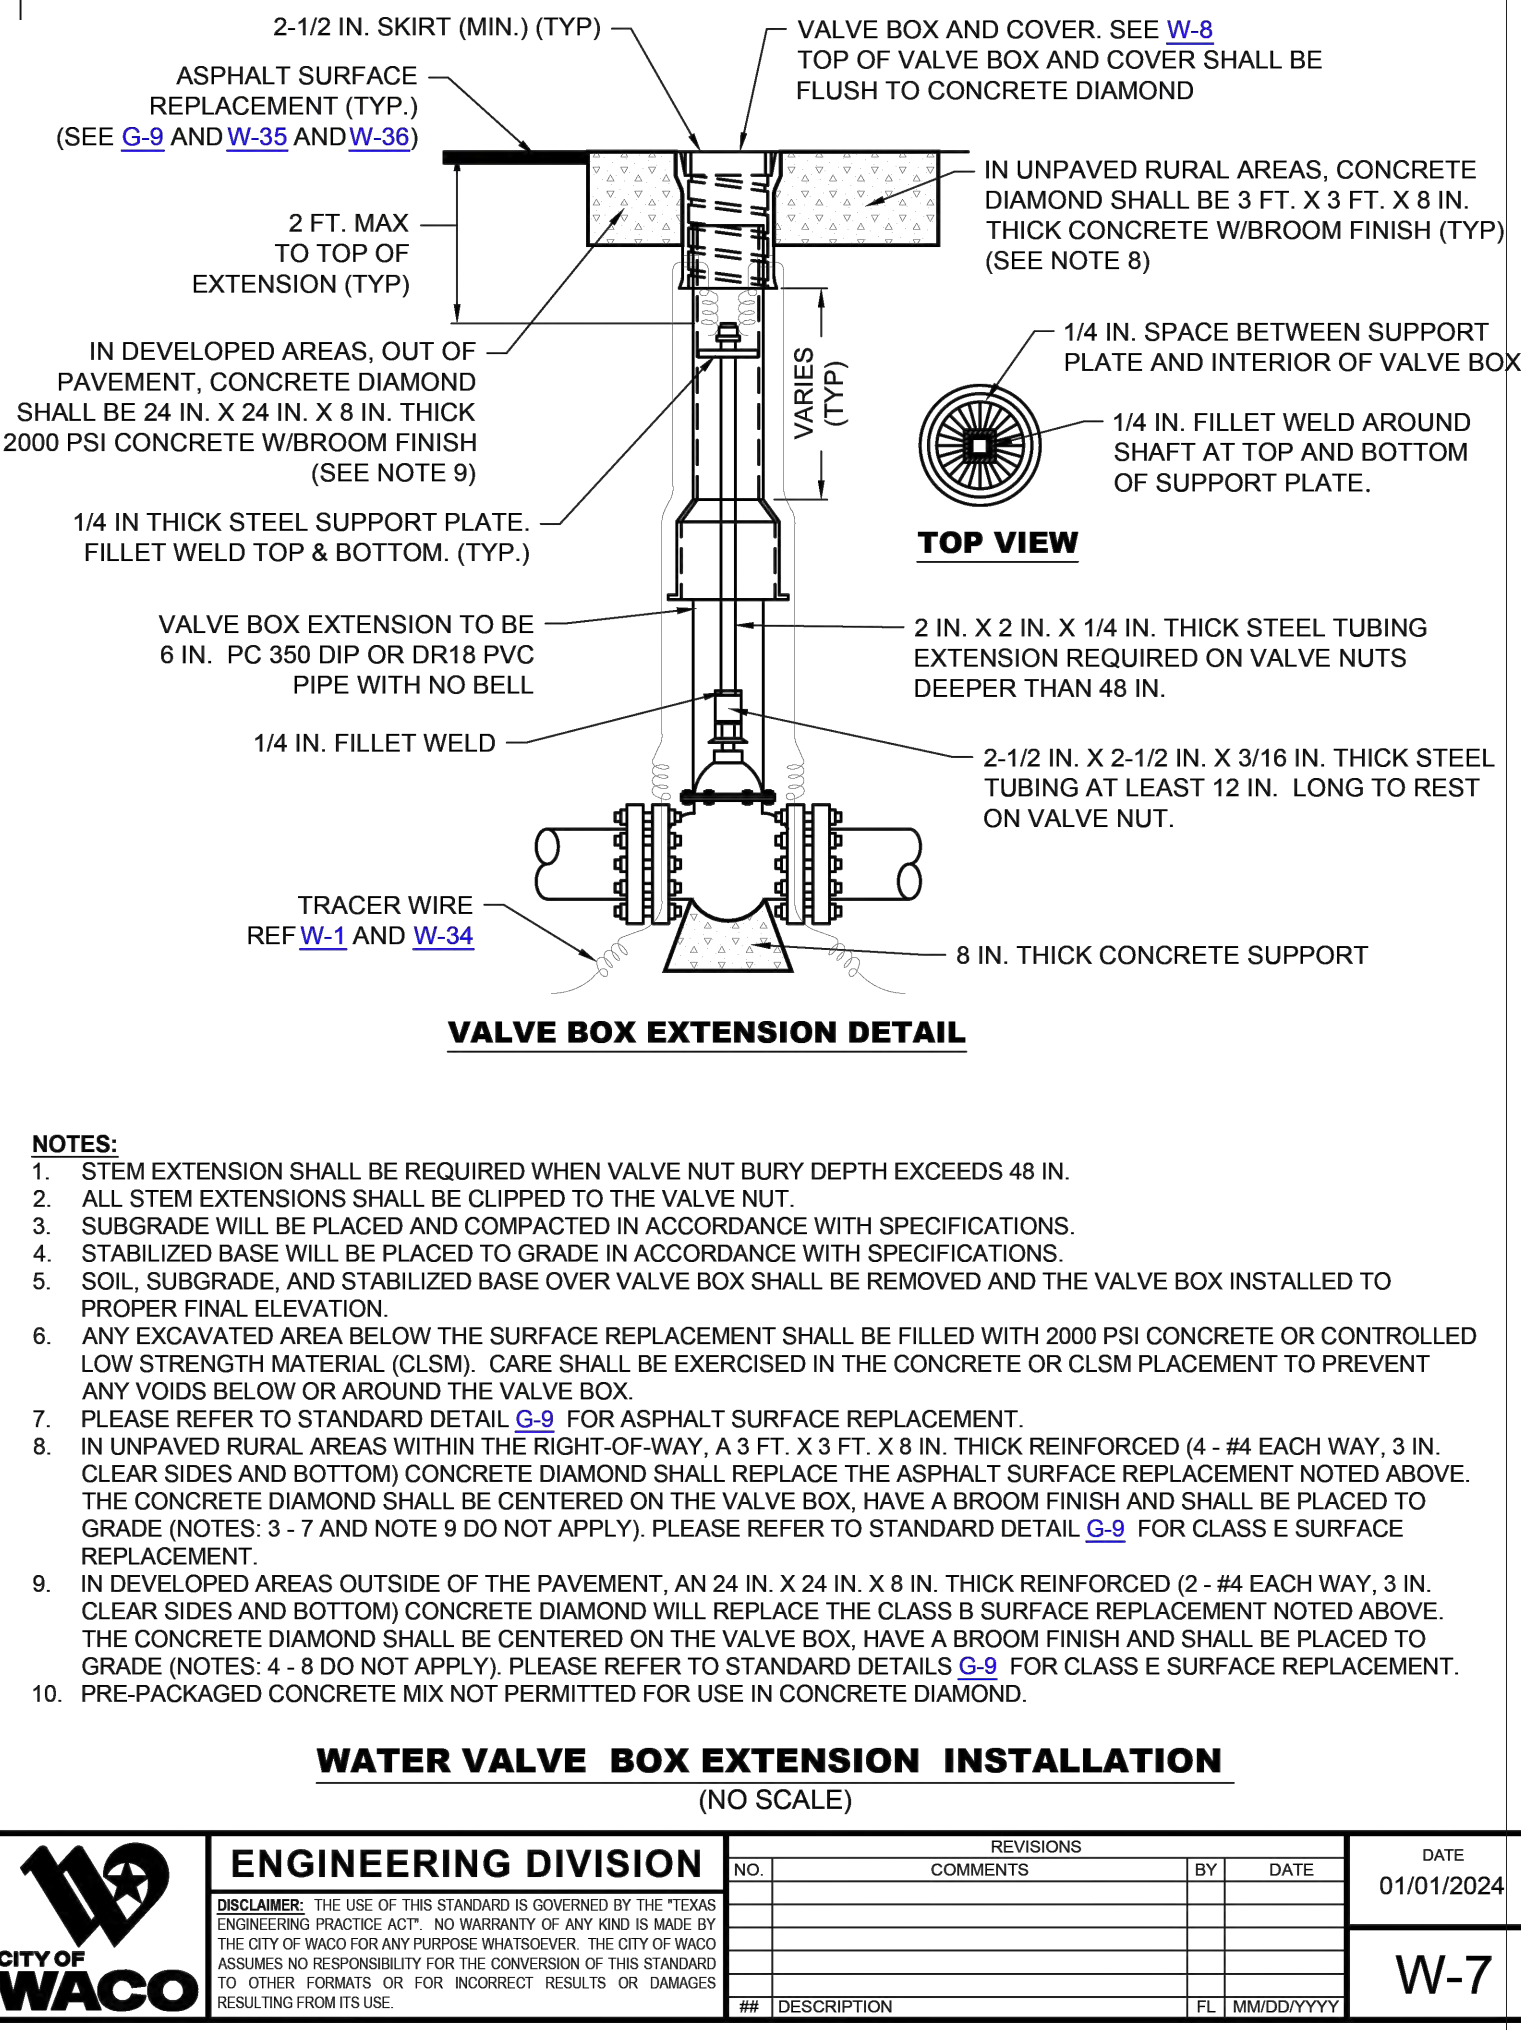 2-1/2 IN. SKIRT (MIN.) (TYP)
VALVE BOX AND COVER. SEE W-8
TOP OF VALVE BOX AND COVER SHALL BE
FLUSH TO CONCRETE DIAMOND
ASPHALT SURFACE
REPLACEMENT (TYP.)
(SEE G-9 AND W-35 AND W-36)
IN UNPAVED RURAL AREAS, CONCRETE
DIAMOND SHALL BE 3 FT. X 3 FT. X 8 IN.
THICK CONCRETE W/BROOM FINISH (TYP)
(SEE NOTE 8)
2 FT. MAX
TO TOP OF
EXTENSION (TYP)
IN DEVELOPED AREAS, OUT OF
PAVEMENT, CONCRETE DIAMOND
SHALL BE 24 IN. X 24 IN. X 8 IN. THICK
2000 PSI CONCRETE W/BROOM FINISH
(SEE NOTE 9)
VARIES
(TYP)
1/4 IN. SPACE BETWEEN SUPPORT
PLATE AND INTERIOR OF VALVE BOX
1/4 IN. FILLET WELD AROUND
SHAFT AT TOP AND BOTTOM
OF SUPPORT PLATE.
TOP VIEW
1/4 IN THICK STEEL SUPPORT PLATE.
FILLET WELD TOP & BOTTOM. (TYP.)
VALVE BOX EXTENSION TO BE
6 IN. PC 350 DIP OR DR18 PVC
PIPE WITH NO BELL
2 IN. X 2 IN. X 1/4 IN. THICK STEEL TUBING
EXTENSION REQUIRED ON VALVE NUTS
DEEPER THAN 48 IN.
1/4 IN. FILLET WELD
2-1/2 IN. X 2-1/2 IN. X 3/16 IN. THICK STEEL
TUBING AT LEAST 12 IN. LONG TO REST
ON VALVE NUT.
TRACER WIRE
REF W-1 AND W-34
8 IN. THICK CONCRETE SUPPORT
VALVE BOX EXTENSION DETAIL
NOTES:
1. STEM EXTENSION SHALL BE REQUIRED WHEN VALVE NUT BURY DEPTH EXCEEDS 48 IN.
2. ALL STEM EXTENSIONS SHALL BE CLIPPED TO THE VALVE NUT.
3. SUBGRADE WILL BE PLACED AND COMPACTED IN ACCORDANCE WITH SPECIFICATIONS.
4. STABILIZED BASE WILL BE PLACED TO GRADE IN ACCORDANCE WITH SPECIFICATIONS.
5. SOIL, SUBGRADE, AND STABILIZED BASE OVER VALVE BOX SHALL BE REMOVED AND THE VALVE BOX INSTALLED TO
PROPER FINAL ELEVATION.
6. ANY EXCAVATED AREA BELOW THE SURFACE REPLACEMENT SHALL BE FILLED WITH 2000 PSI CONCRETE OR CONTROLLED
LOW STRENGTH MATERIAL (CLSM). CARE SHALL BE EXERCISED IN THE CONCRETE OR CLSM PLACEMENT TO PREVENT
ANY VOIDS BELOW OR AROUND THE VALVE BOX.
7. PLEASE REFER TO STANDARD DETAIL G-9 FOR ASPHALT SURFACE REPLACEMENT.
8. IN UNPAVED RURAL AREAS WITHIN THE RIGHT-OF-WAY, A 3 FT. X 3 FT. X 8 IN. THICK REINFORCED (4 - #4 EACH WAY, 3 IN.
CLEAR SIDES AND BOTTOM) CONCRETE DIAMOND SHALL REPLACE THE ASPHALT SURFACE REPLACEMENT NOTED ABOVE.
THE CONCRETE DIAMOND SHALL BE CENTERED ON THE VALVE BOX, HAVE A BROOM FINISH AND SHALL BE PLACED TO
GRADE (NOTES: 3 - 7 AND NOTE 9 DO NOT APPLY). PLEASE REFER TO STANDARD DETAIL G-9 FOR CLASS E SURFACE
REPLACEMENT.
9. IN DEVELOPED AREAS OUTSIDE OF THE PAVEMENT, AN 24 IN. X 24 IN. X 8 IN. THICK REINFORCED (2 - #4 EACH WAY, 3 IN.
CLEAR SIDES AND BOTTOM) CONCRETE DIAMOND WILL REPLACE THE CLASS B SURFACE REPLACEMENT NOTED ABOVE.
THE CONCRETE DIAMOND SHALL BE CENTERED ON THE VALVE BOX, HAVE A BROOM FINISH AND SHALL BE PLACED TO
GRADE (NOTES: 4 - 8 DO NOT APPLY). PLEASE REFER TO STANDARD DETAILS G-9 FOR CLASS E SURFACE REPLACEMENT.
10. PRE-PACKAGED CONCRETE MIX NOT PERMITTED FOR USE IN CONCRETE DIAMOND.
WATER VALVE BOX EXTENSION INSTALLATION
(NO SCALE)
CITY OF
WACO
ENGINEERING DIVISION
DISCLAIMER: THE USE OF THIS STANDARD IS GOVERNED BY THE "TEXAS
ENGINEERING PRACTICE ACT". NO WARRANTY OF ANY KIND IS MADE BY
THE CITY OF WACO FOR ANY PURPOSE WHATSOEVER. THE CITY OF WACO
ASSUMES NO RESPONSIBILITY FOR THE CONVERSION OF THIS STANDARD
TO OTHER FORMATS OR FOR INCORRECT RESULTS OR DAMAGES
RESULTING FROM ITS USE.
REVISIONS
NO. COMMENTS BY DATE
## DESCRIPTION FL MM/DD/YYYY
DATE
01/01/2024
W-7